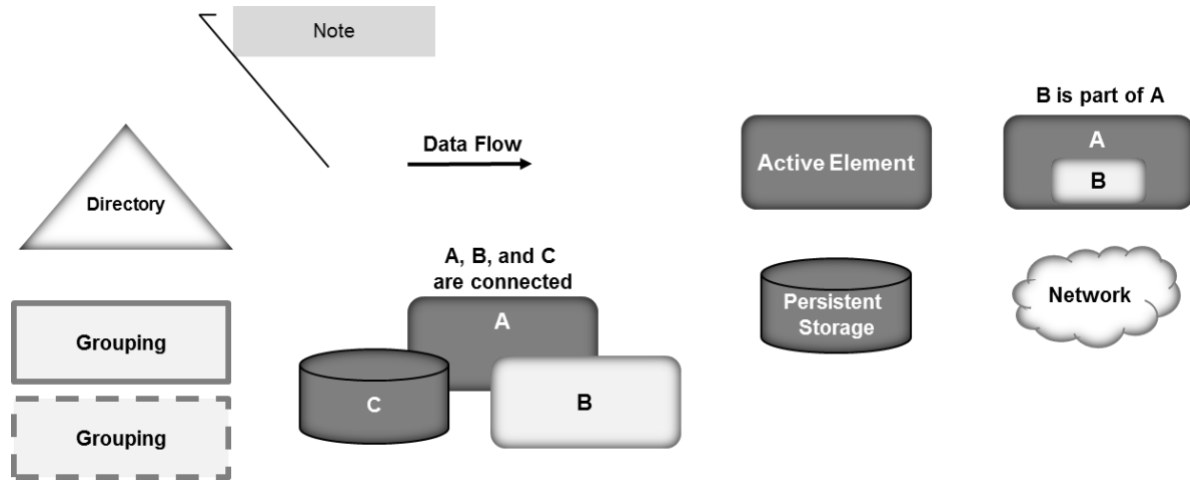 Note
B is part of A
Data Flow
Active Element
A
B
Directory
A, B, and C
are connected
Persistent
Storage
Network
Grouping
A
C
B
Grouping